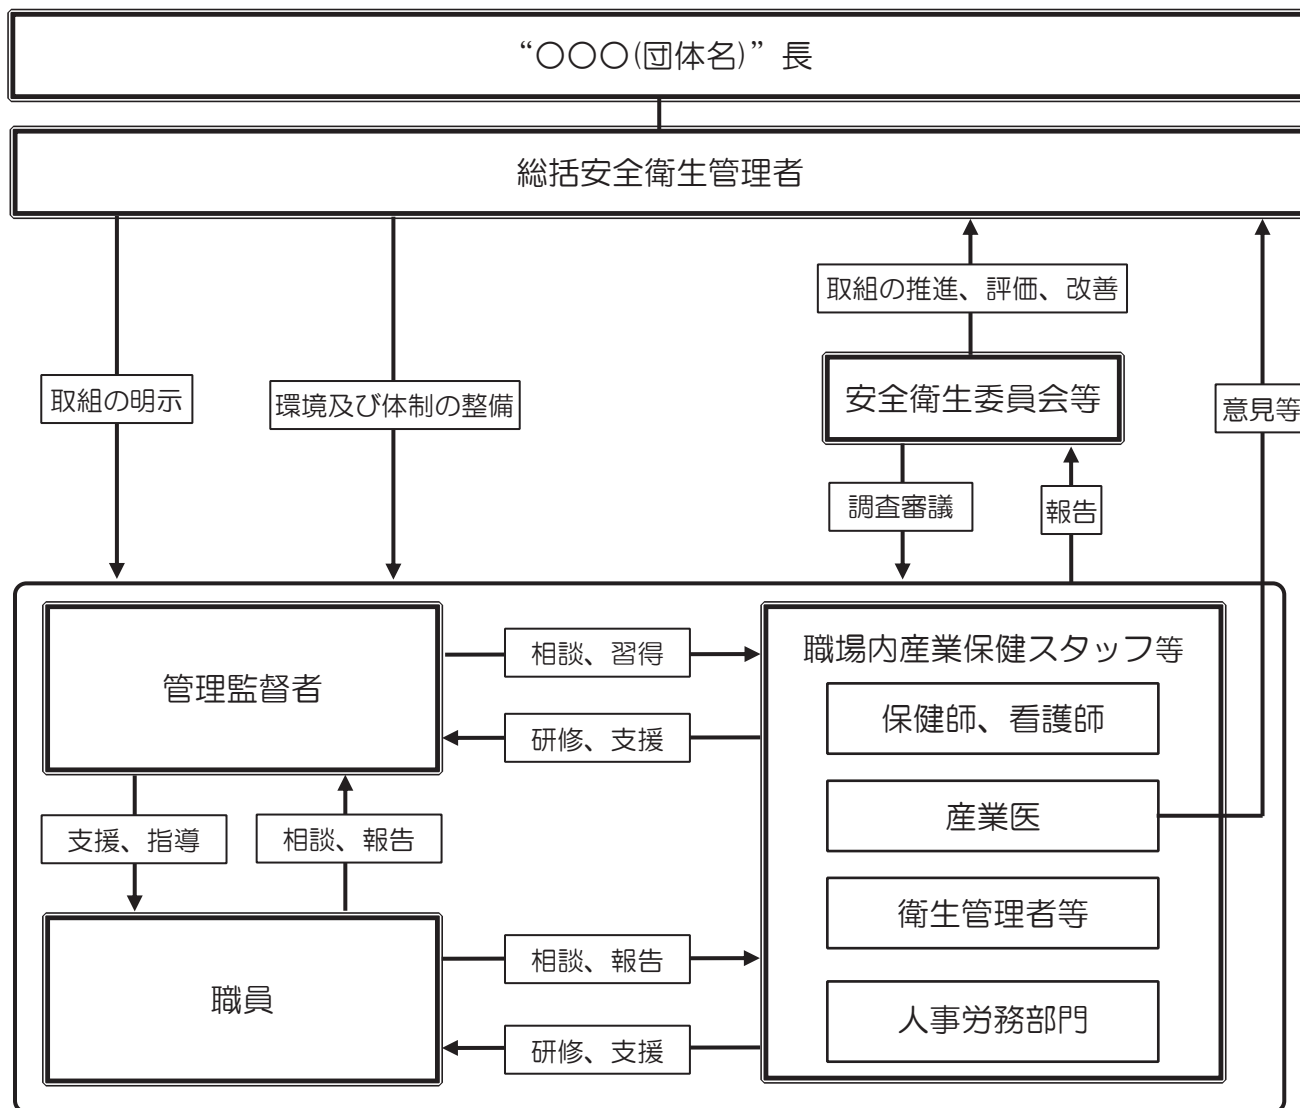 “〇〇〇(団体名)”長
総括安全衛生管理者
取組の推進、評価、改善
取組の明示
環境及び体制の整備
安全衛生委員会等
意見等
調査審議
報告
管理監督者
相談、習得
研修、支援
職場内産業保健スタッフ等
保健師、看護師
産業医
衛生管理者等
人事労務部門
支援、指導
相談、報告
職員
相談、報告
研修、支援